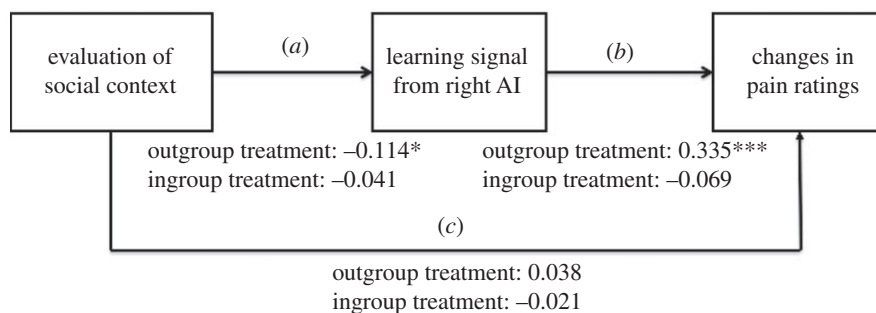 evaluation of
social context
(a)
learning signal
from right AI
(b)
changes in
pain ratings
outgroup treatment: –0.114*
ingroup treatment: –0.041
outgroup treatment: 0.335***
ingroup treatment: –0.069
(c)
outgroup treatment: 0.038
ingroup treatment: –0.021